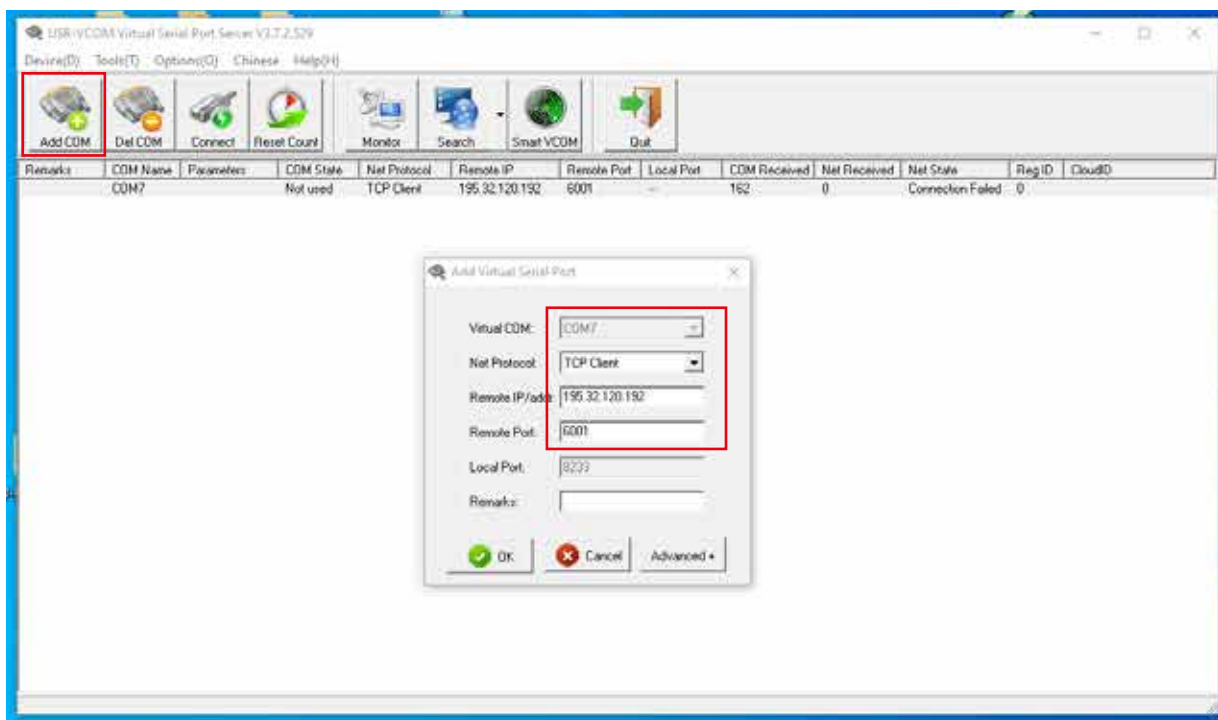 USR-VCOM Virtual Serial Port Server V3.7.2.529
Device(D) Tools(T) Options(O) Chinese Help(H)
Add COM Del COM Connect Reset Count Monitor Search Smart VCOM Quit
Remarks COM Name Parameters COM State Net Protocol Remote IP Remote Port Local Port COM Received Net Received Net State Reg ID CloudID
COM7 Not used TCP Client 195.32.120.192 6001 -- 162 0 Connection Failed 0
Add Virtual Serial Port
Virtual COM: COM7
Net Protocol: TCP Client
Remote IP/addr: 195.32.120.192
Remote Port: 6001
Local Port: 8233
Remarks:
OK Cancel Advanced +